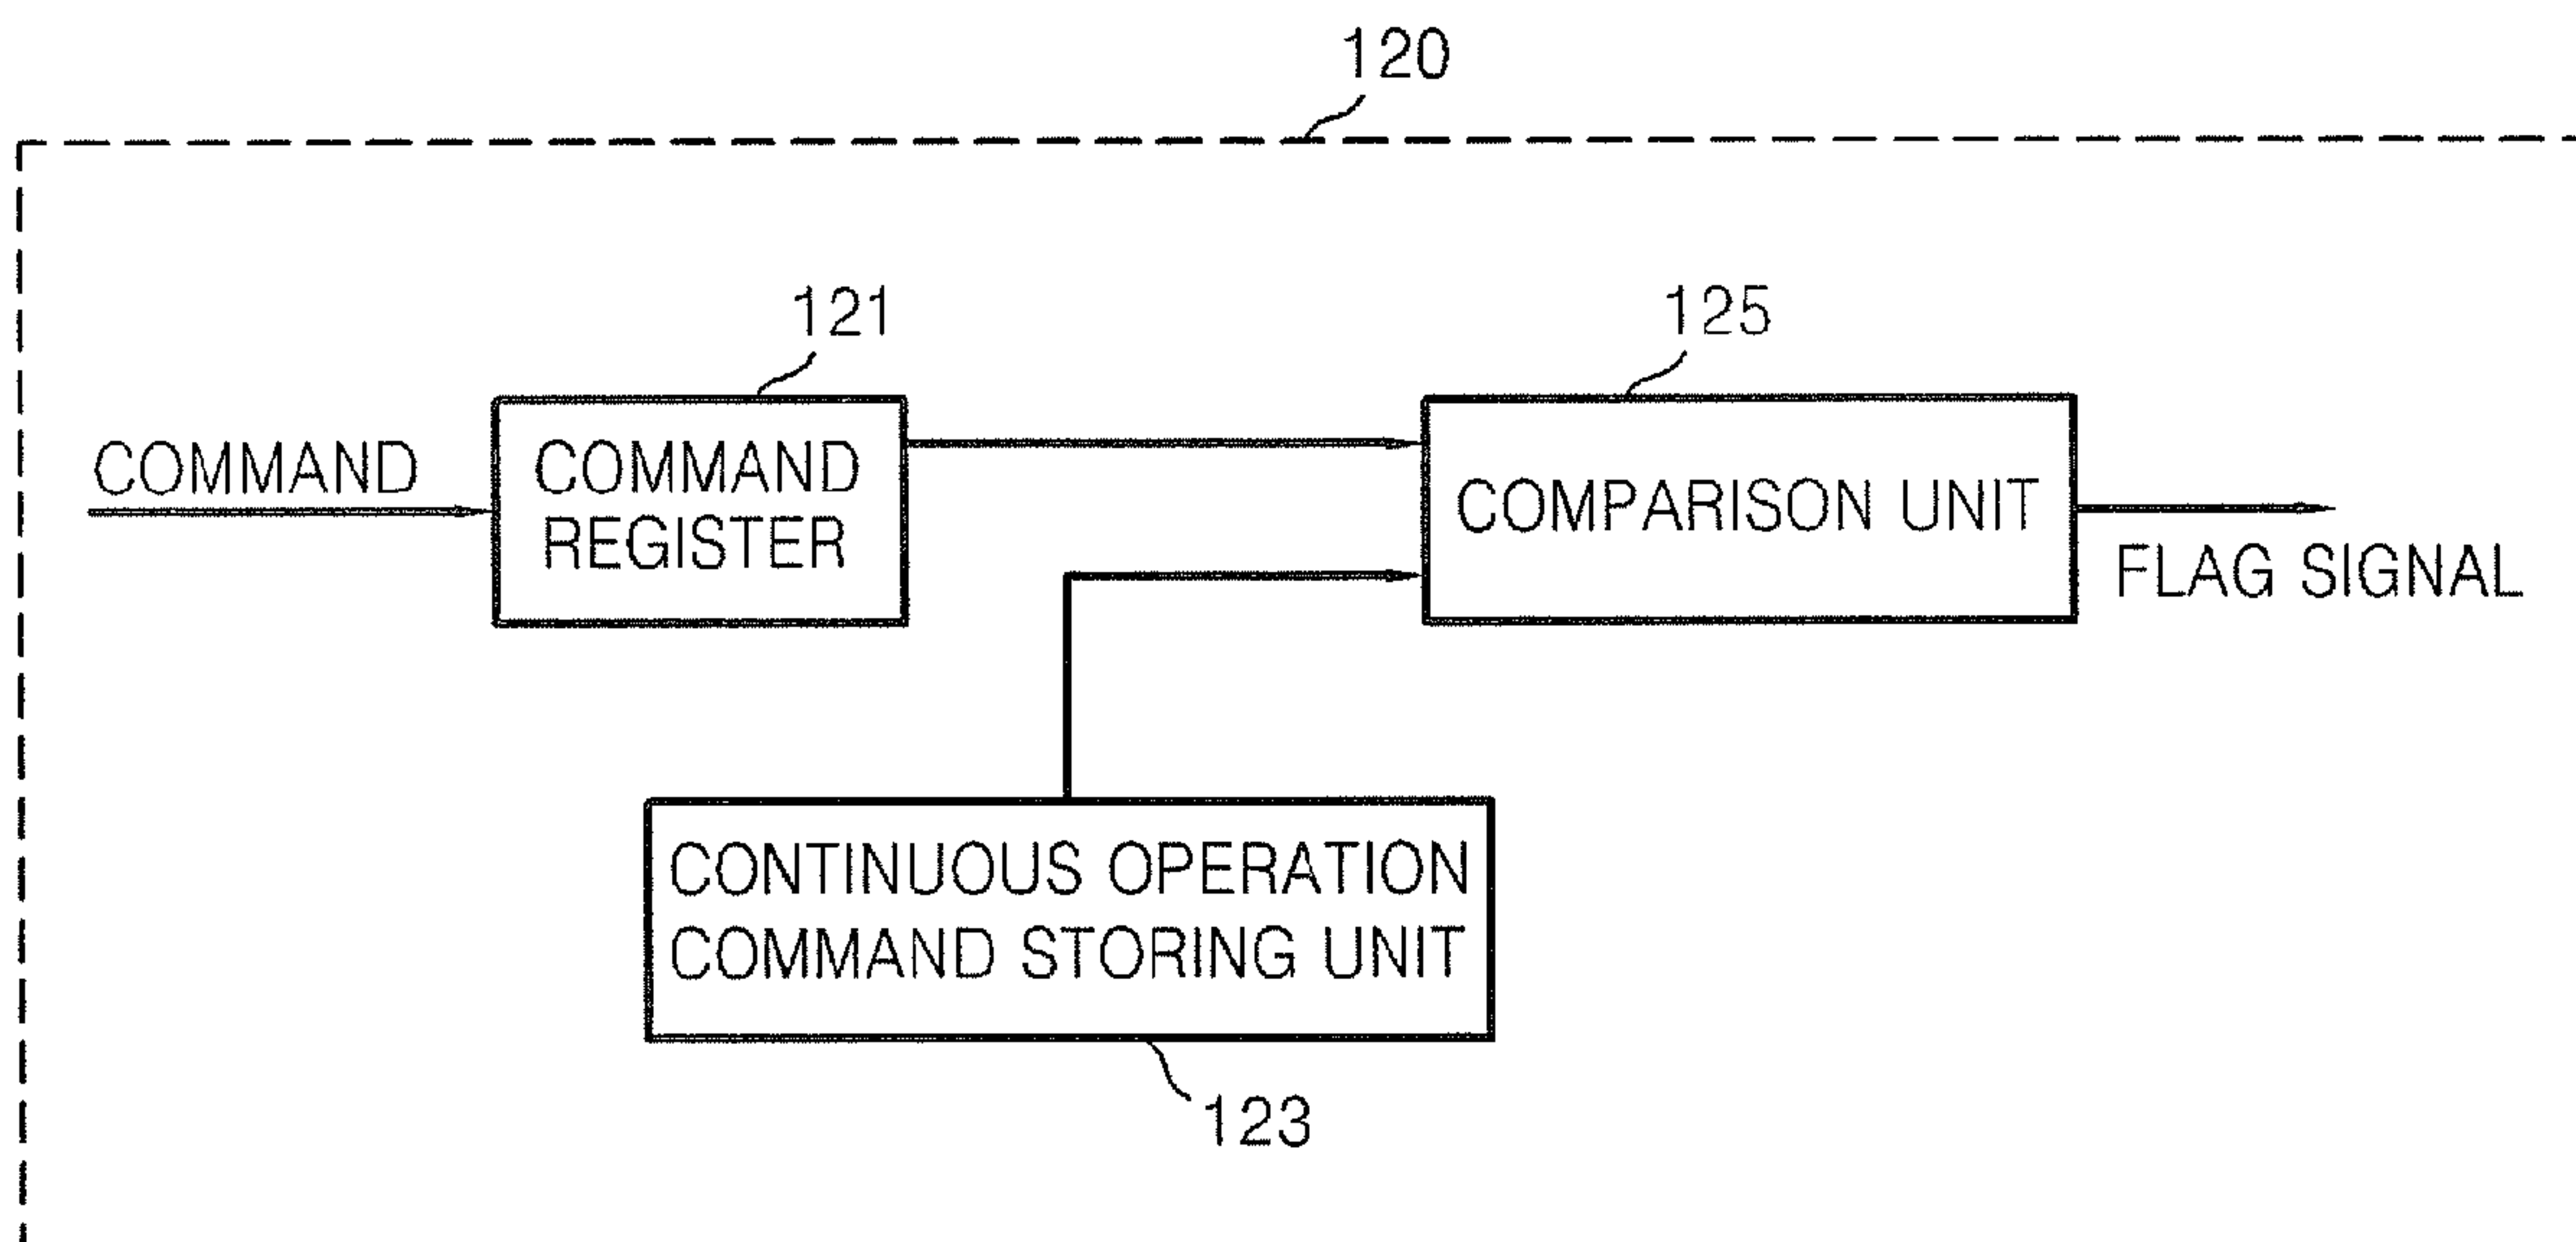 120
121
125
COMMAND
COMMAND
REGISTER
COMPARISON UNIT
FLAG SIGNAL
CONTINUOUS OPERATION
COMMAND STORING UNIT
123